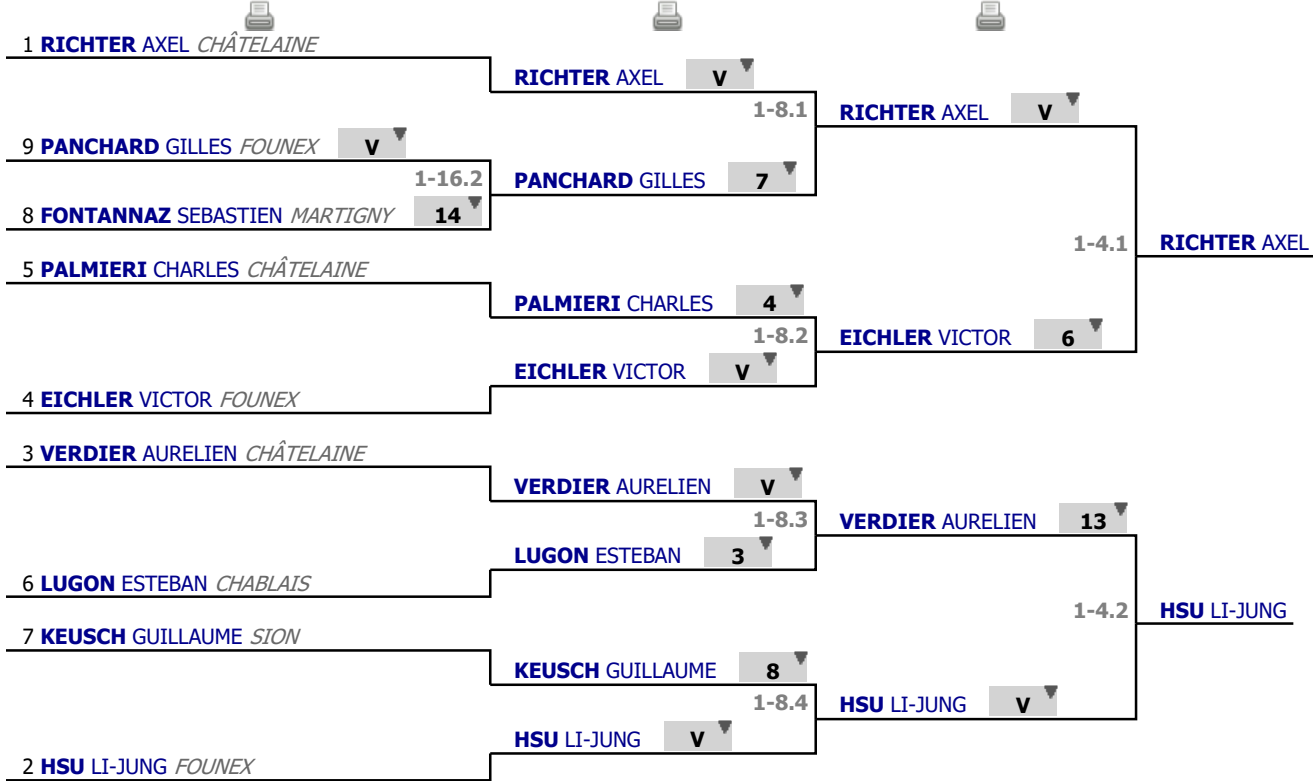 1 RICHTER AXEL CHÂTELAINE
RICHTER AXEL V
1-8.1
RICHTER AXEL V
9 PANCHARD GILLES FOUNEX V
1-16.2
PANCHARD GILLES 7
8 FONTANNAZ SEBASTIEN MARTIGNY 14
1-4.1
RICHTER AXEL
5 PALMIERI CHARLES CHÂTELAINE
PALMIERI CHARLES 4
1-8.2
EICHLER VICTOR 6
EICHLER VICTOR V
4 EICHLER VICTOR FOUNEX
3 VERDIER AURELIEN CHÂTELAINE
VERDIER AURELIEN V
1-8.3
VERDIER AURELIEN 13
LUGON ESTEBAN 3
6 LUGON ESTEBAN CHABLAIS
1-4.2
HSU LI-JUNG
7 KEUSCH GUILLAUME SION
KEUSCH GUILLAUME 8
1-8.4
HSU LI-JUNG V
HSU LI-JUNG V
2 HSU LI-JUNG FOUNEX